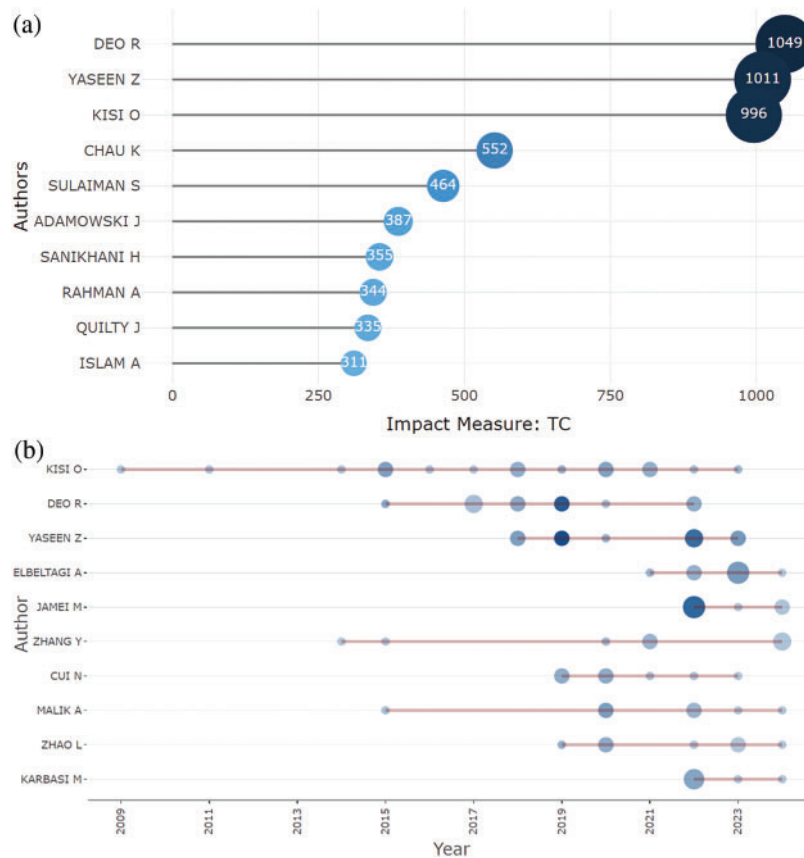 (a)
DEO R 1049
YASEEN Z 1011
KISI O 996
CHAU K 552
SULAIMAN S 464
ADAMOWSKI J 387
SANIKHANI H 355
RAHMAN A 344
QUILTY J 335
ISLAM A 311
Authors
0 250 500 750 1000
Impact Measure: TC
(b)
KISI O
DEO R
YASEEN Z
ELBELTAGI A
JAMEI M
ZHANG Y
CUI N
MALIK A
ZHAO L
KARBASI M
Author
2009 2011 2013 2015 2017 2019 2021 2023
Year